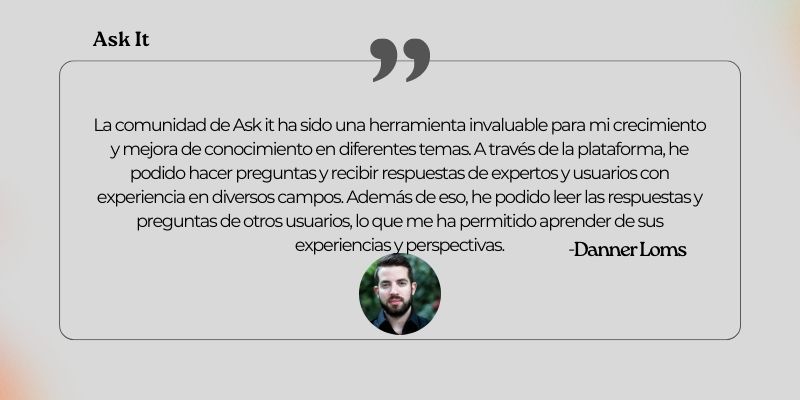 Ask It
”
La comunidad de Ask it ha sido una herramienta invaluable para mi crecimiento
y mejora de conocimiento en diferentes temas. A través de la plataforma, he
podido hacer preguntas y recibir respuestas de expertos y usuarios con
experiencia en diversos campos. Además de eso, he podido leer las respuestas y
preguntas de otros usuarios, lo que me ha permitido aprender de sus
experiencias y perspectivas.
-Danner Loms